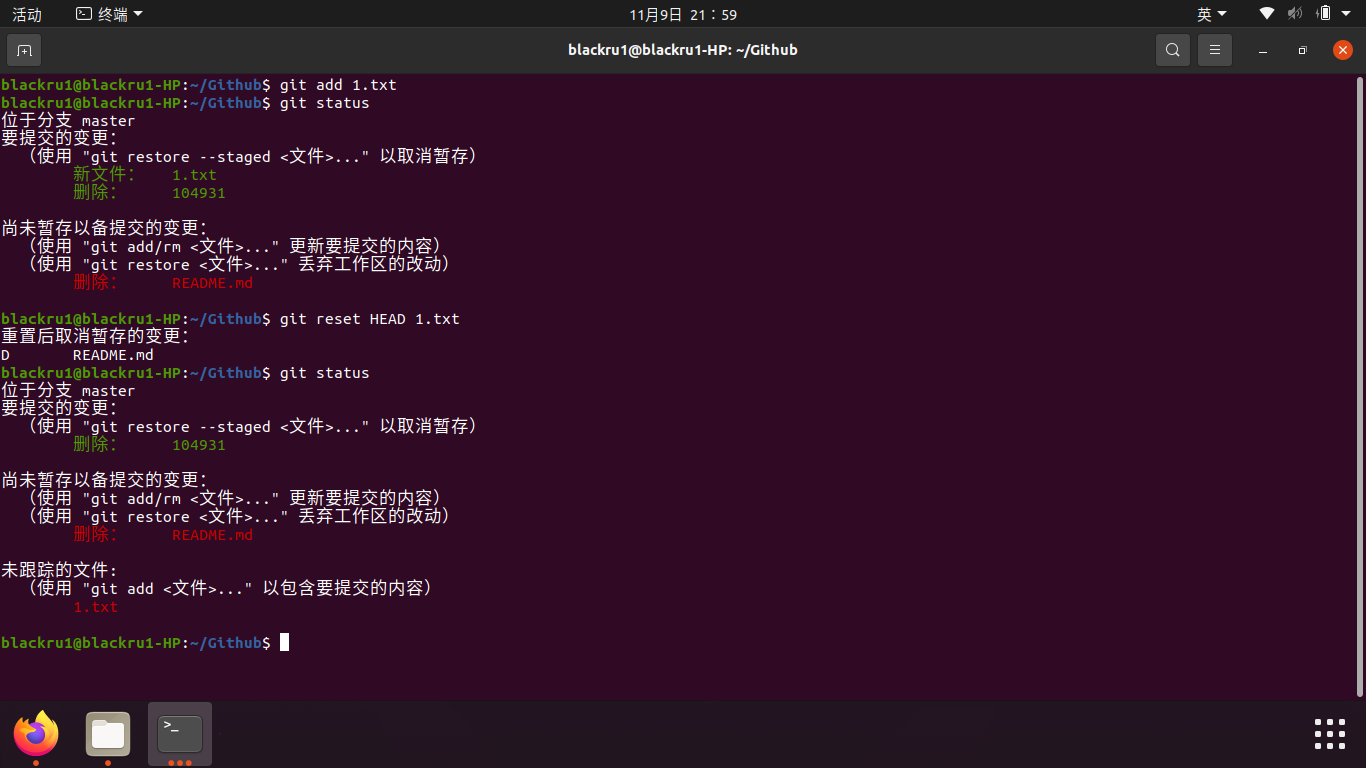 活动 终端 11月9日 21：59 英
blackru1@blackru1-HP: ~/Github
blackru1@blackru1-HP:~/Github$ git add 1.txt
blackru1@blackru1-HP:~/Github$ git status
位于分支 master
要提交的变更：
  （使用 "git restore --staged <文件>..." 以取消暂存）
        新文件：   1.txt
        删除：     104931

尚未暂存以备提交的变更：
  （使用 "git add/rm <文件>..." 更新要提交的内容）
  （使用 "git restore <文件>..." 丢弃工作区的改动）
        删除：     README.md

blackru1@blackru1-HP:~/Github$ git reset HEAD 1.txt
重置后取消暂存的变更：
D       README.md
blackru1@blackru1-HP:~/Github$ git status
位于分支 master
要提交的变更：
  （使用 "git restore --staged <文件>..." 以取消暂存）
        删除：     104931

尚未暂存以备提交的变更：
  （使用 "git add/rm <文件>..." 更新要提交的内容）
  （使用 "git restore <文件>..." 丢弃工作区的改动）
        删除：     README.md

未跟踪的文件:
  （使用 "git add <文件>..." 以包含要提交的内容）
        1.txt

blackru1@blackru1-HP:~/Github$
>_